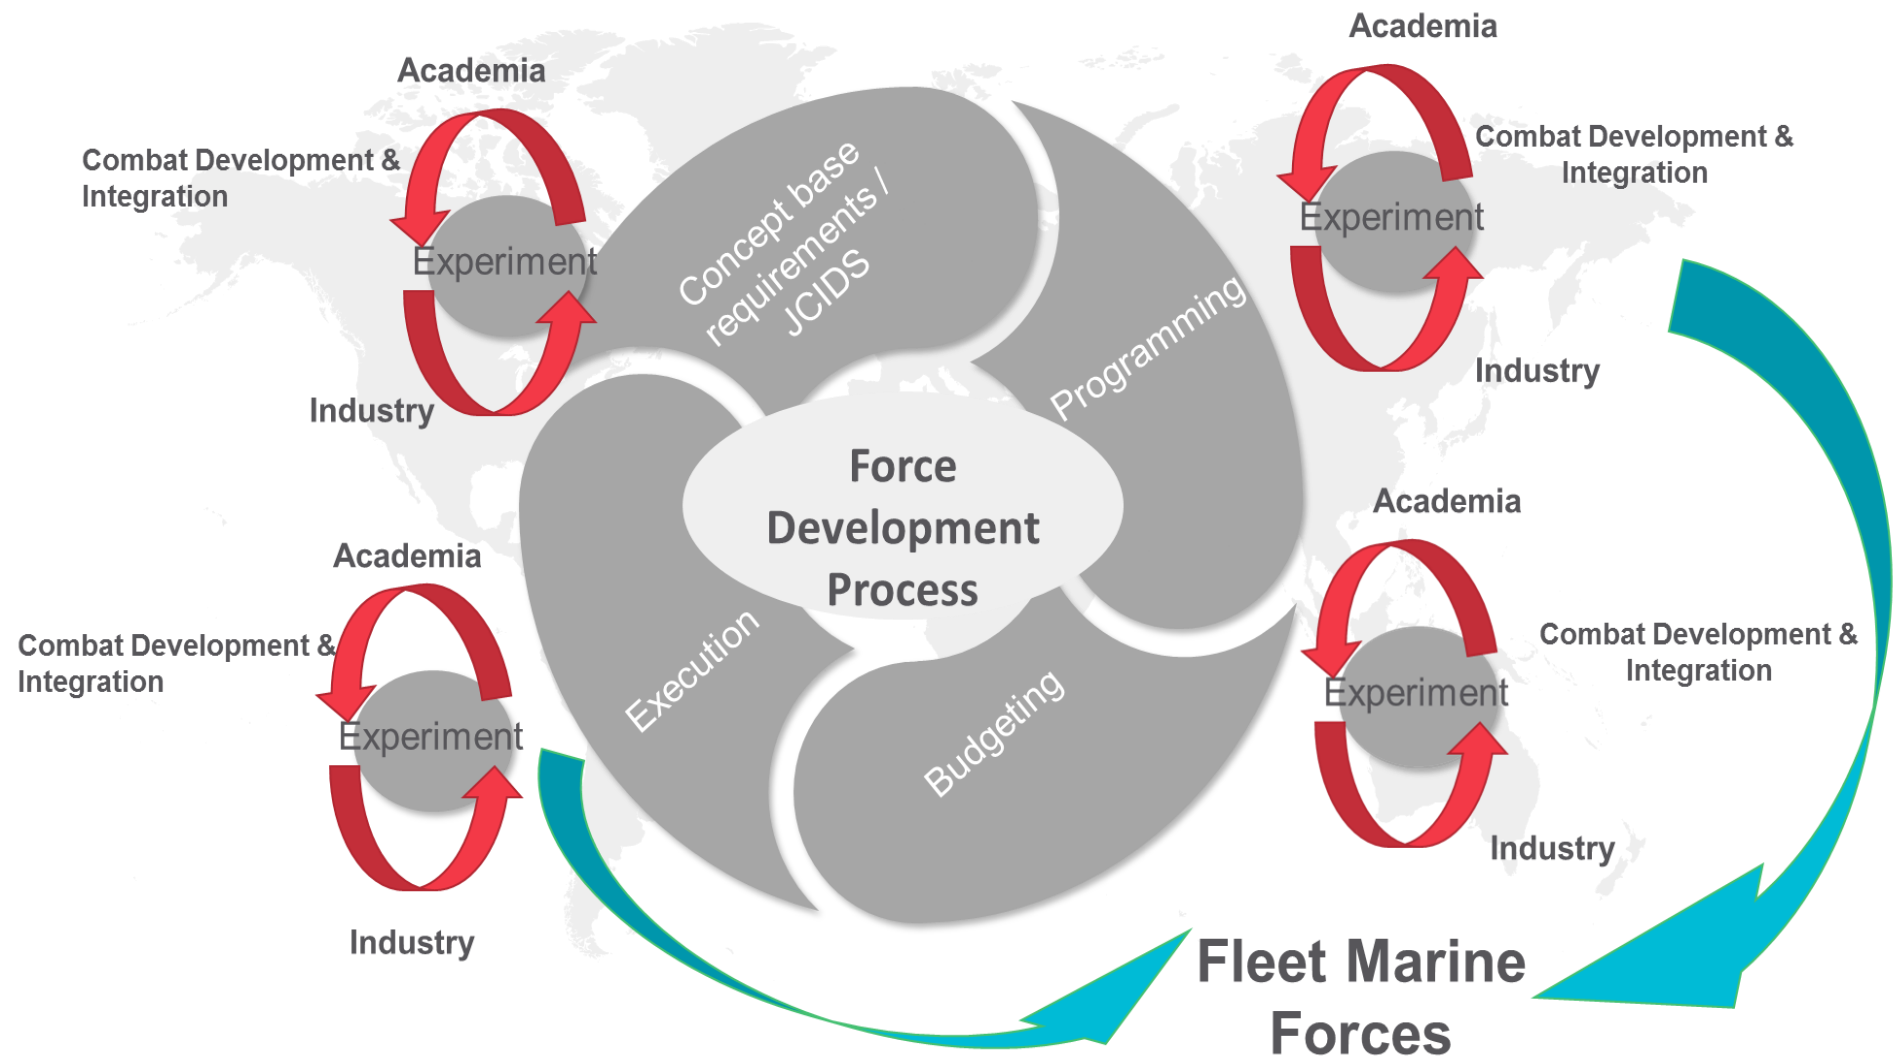 Academia
Combat Development &
Integration
Experiment
Industry
Academia
Combat Development &
Integration
Experiment
Industry
Concept base
requirements /
JCIDS
Programming
Force
Development
Process
Execution
Budgeting
Academia
Combat Development &
Integration
Experiment
Industry
Academia
Combat Development &
Integration
Experiment
Industry
Fleet Marine
Forces